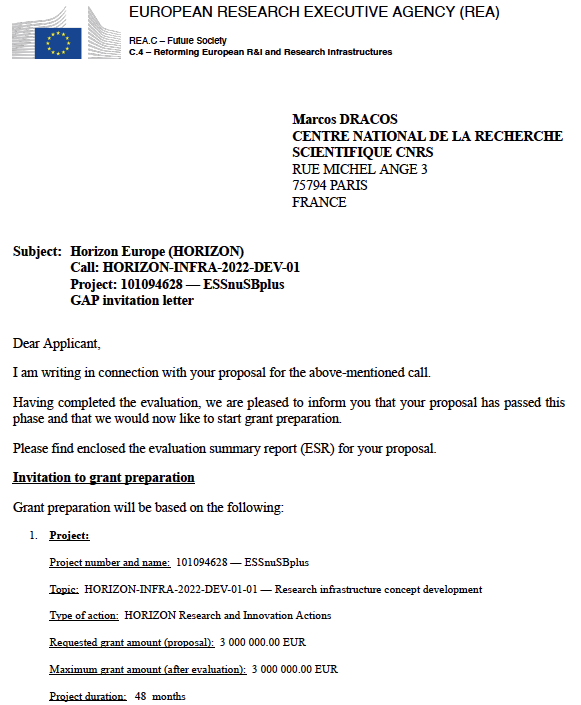 EUROPEAN RESEARCH EXECUTIVE AGENCY (REA)
REA.C – Future Society
C.4 – Reforming European R&I and Research Infrastructures
Marcos DRACOS
CENTRE NATIONAL DE LA RECHERCHE
SCIENTIFIQUE CNRS
RUE MICHEL ANGE 3
75794 PARIS
FRANCE
Subject: Horizon Europe (HORIZON)
Call: HORIZON-INFRA-2022-DEV-01
Project: 101094628 — ESSnuSBplus
GAP invitation letter
Dear Applicant,
I am writing in connection with your proposal for the above-mentioned call.
Having completed the evaluation, we are pleased to inform you that your proposal has passed this
phase and that we would now like to start grant preparation.
Please find enclosed the evaluation summary report (ESR) for your proposal.
Invitation to grant preparation
Grant preparation will be based on the following:
1. Project:
Project number and name: 101094628 — ESSnuSBplus
Topic: HORIZON-INFRA-2022-DEV-01-01 — Research infrastructure concept development
Type of action: HORIZON Research and Innovation Actions
Requested grant amount (proposal): 3 000 000.00 EUR
Maximum grant amount (after evaluation): 3 000 000.00 EUR
Project duration: 48 months